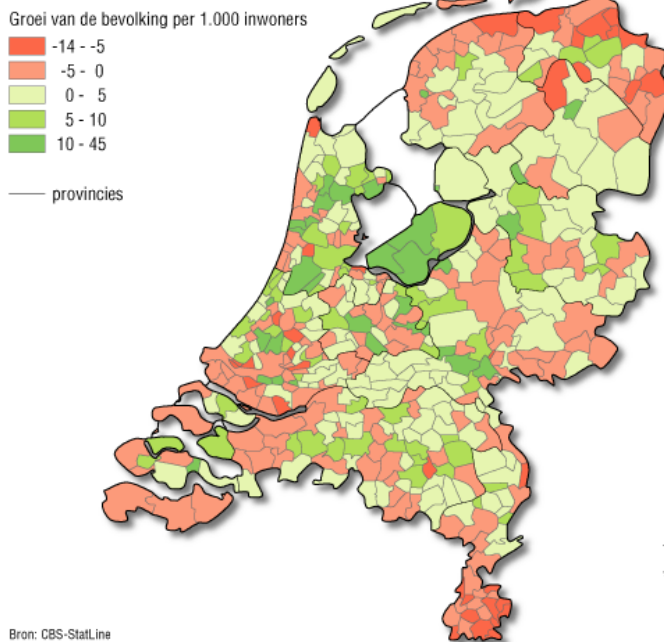 Groei van de bevolking per 1.000 inwoners
-14 - -5
-5 - 0
0 - 5
5 - 10
10 - 45
provincies
Bron: CBS-StatLine